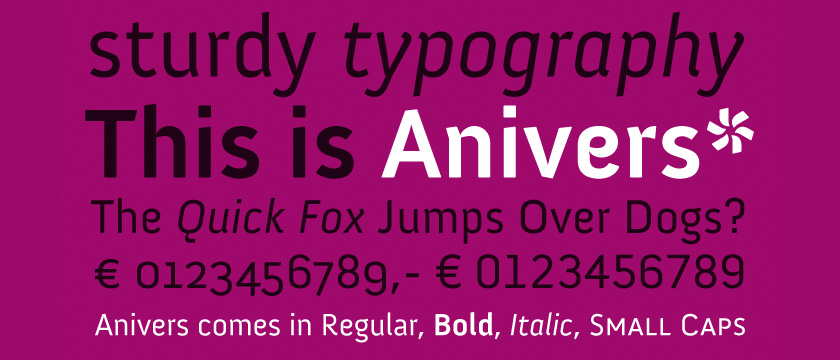 sturdy typography
This is Anivers*
The Quick Fox Jumps Over Dogs?
€ 0123456789,- € 0123456789
Anivers comes in Regular, Bold, Italic, SMALL CAPS